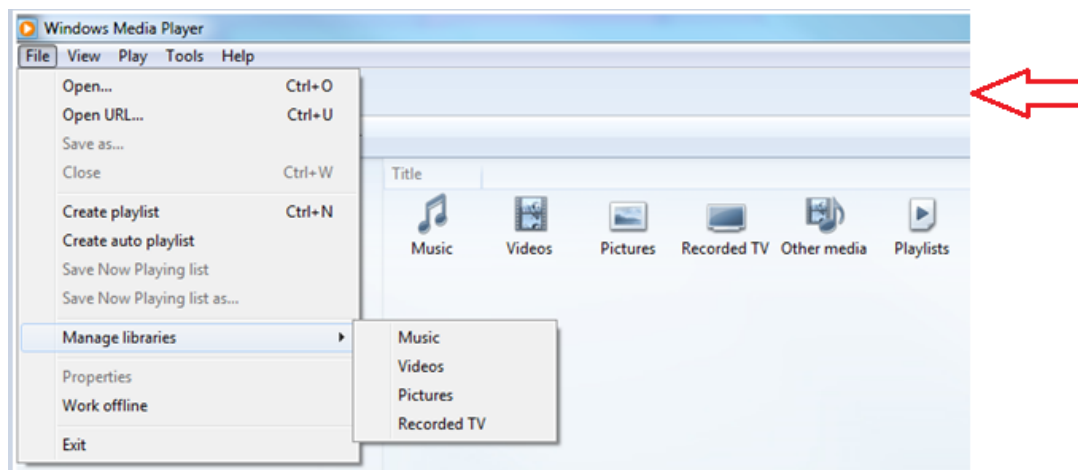 Windows Media Player
File View Play Tools Help
Open... Ctrl+O
Open URL... Ctrl+U
Save as...
Close Ctrl+W
Create playlist Ctrl+N
Create auto playlist
Save Now Playing list
Save Now Playing list as...
Manage libraries
Properties
Work offline
Exit
Music
Videos
Pictures
Recorded TV
Title
Music Videos Pictures Recorded TV Other media Playlists